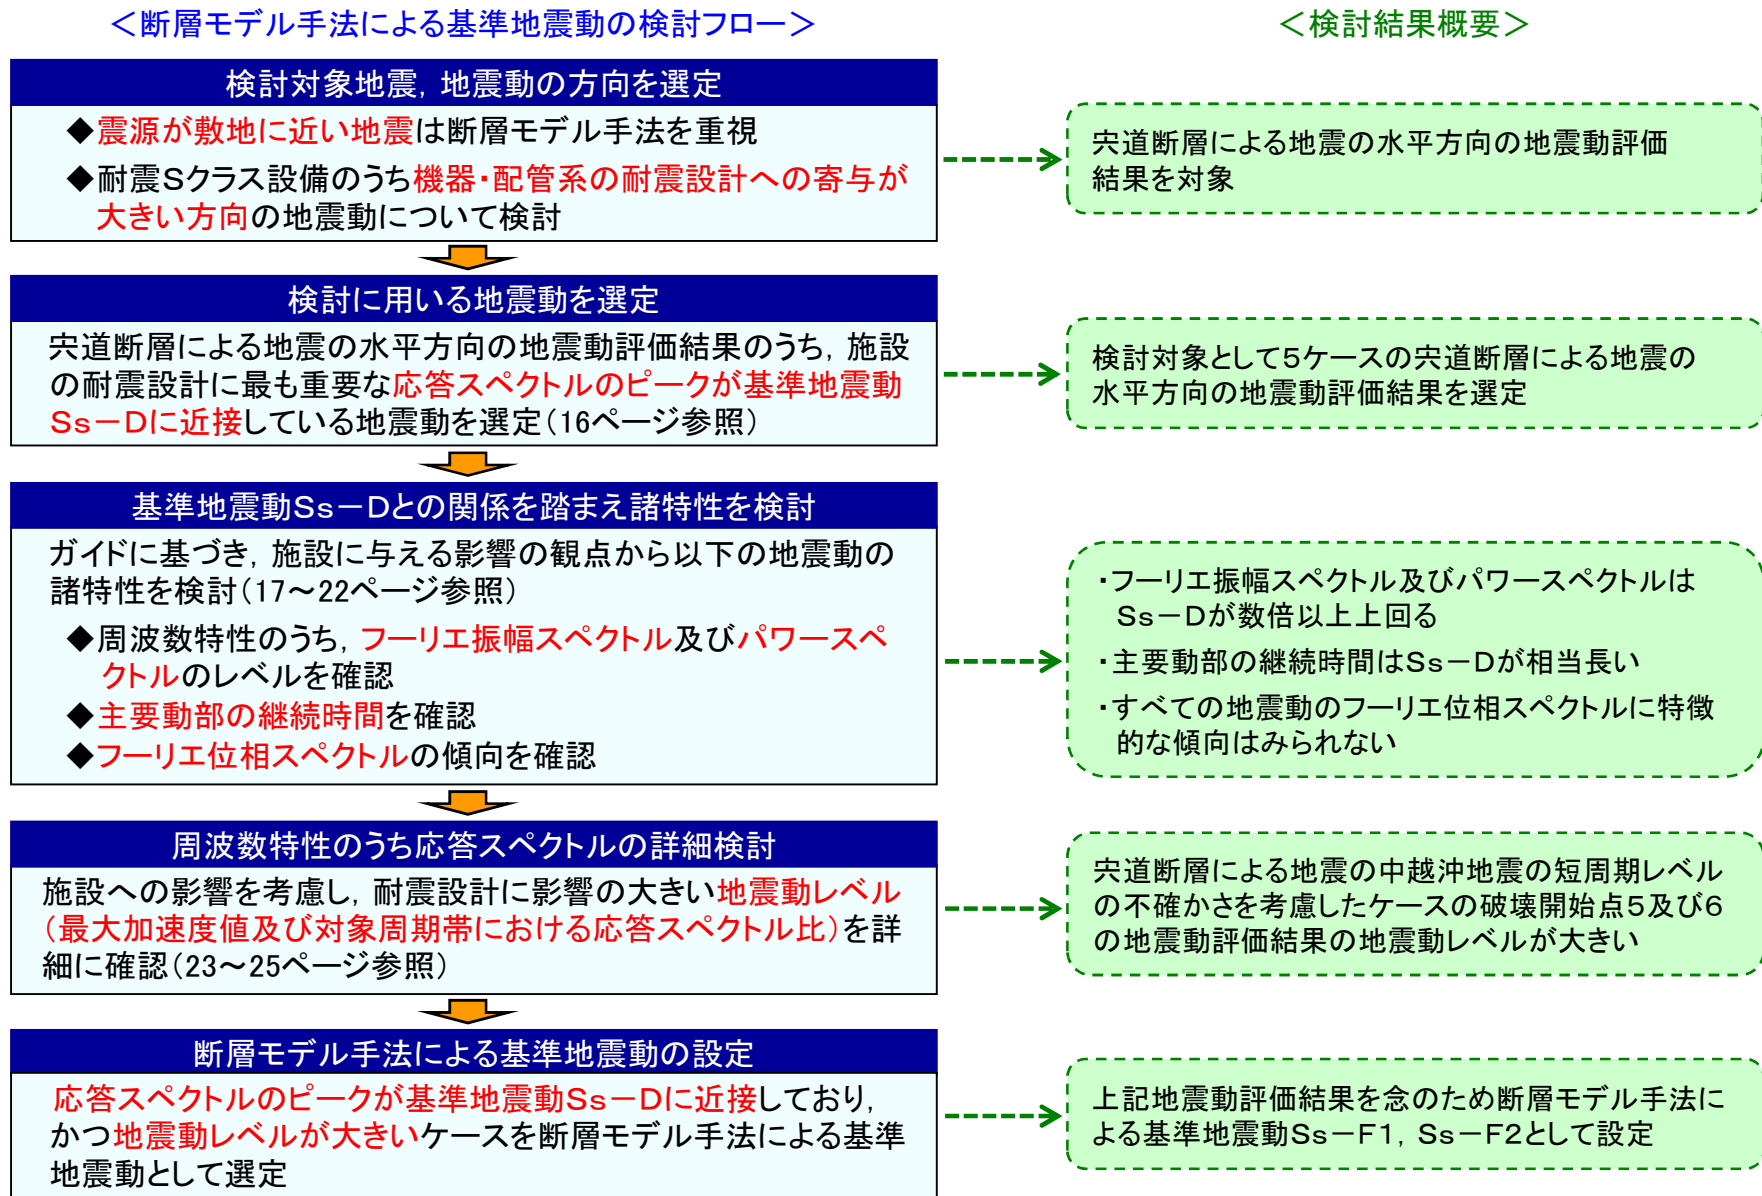 ＜断層モデル手法による基準地震動の検討フロー＞
＜検討結果概要＞
検討対象地震，地震動の方向を選定
◆震源が敷地に近い地震は断層モデル手法を重視
◆耐震Ｓクラス設備のうち機器・配管系の耐震設計への寄与が
大きい方向の地震動について検討
宍道断層による地震の水平方向の地震動評価
結果を対象
検討に用いる地震動を選定
宍道断層による地震の水平方向の地震動評価結果のうち，施設
の耐震設計に最も重要な応答スペクトルのピークが基準地震動
Ｓｓ－Ｄに近接している地震動を選定（16ページ参照）
検討対象として５ケースの宍道断層による地震の
水平方向の地震動評価結果を選定
基準地震動Ｓｓ－Ｄとの関係を踏まえ諸特性を検討
ガイドに基づき，施設に与える影響の観点から以下の地震動の
諸特性を検討（17～22ページ参照）
◆周波数特性のうち，フーリエ振幅スペクトル及びパワースペ
クトルのレベルを確認
◆主要動部の継続時間を確認
◆フーリエ位相スペクトルの傾向を確認
・フーリエ振幅スペクトル及びパワースペクトルは
Ｓｓ－Ｄが数倍以上上回る
・主要動部の継続時間はＳｓ－Ｄが相当長い
・すべての地震動のフーリエ位相スペクトルに特徴
的な傾向はみられない
周波数特性のうち応答スペクトルの詳細検討
施設への影響を考慮し，耐震設計に影響の大きい地震動レベル
（最大加速度値及び対象周期帯における応答スペクトル比）を詳
細に確認（23～25ページ参照）
宍道断層による地震の中越沖地震の短周期レベル
の不確かさを考慮したケースの破壊開始点５及び６
の地震動評価結果の地震動レベルが大きい
断層モデル手法による基準地震動の設定
応答スペクトルのピークが基準地震動Ｓｓ－Ｄに近接しており，
かつ地震動レベルが大きいケースを断層モデル手法による基準
地震動として選定
上記地震動評価結果を念のため断層モデル手法に
よる基準地震動Ｓｓ－Ｆ１，Ｓｓ－Ｆ２として設定